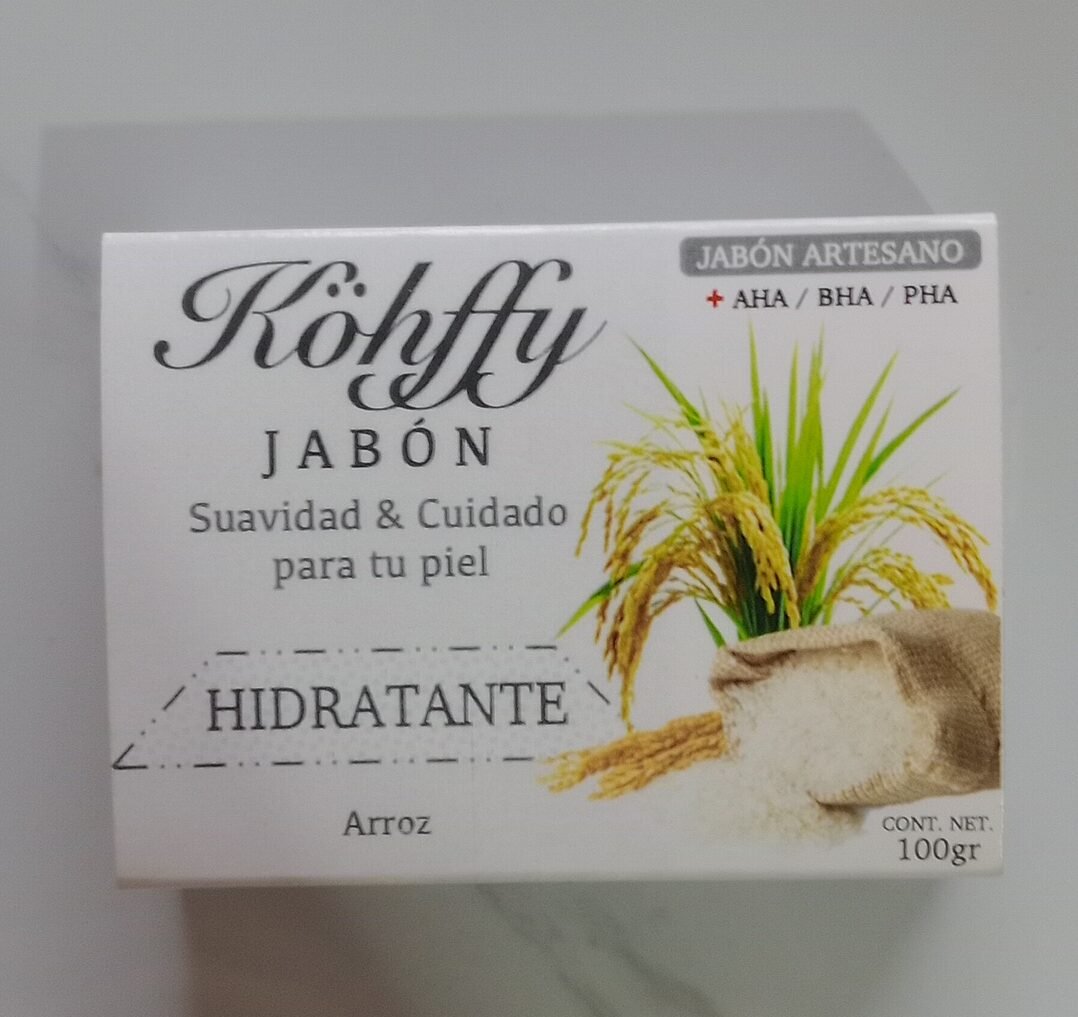 Köhffy
JABÓN
Suavidad & Cuidado
para tu piel
HIDRATANTE
Arroz
JABÓN ARTESANO
+ AHA / BHA / PHA
CONT. NET.
100gr